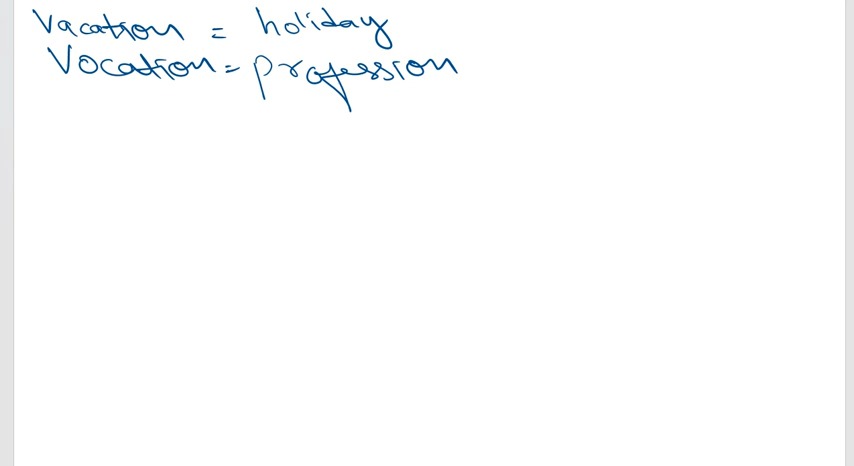 Vacation = holiday
Vocation = profession